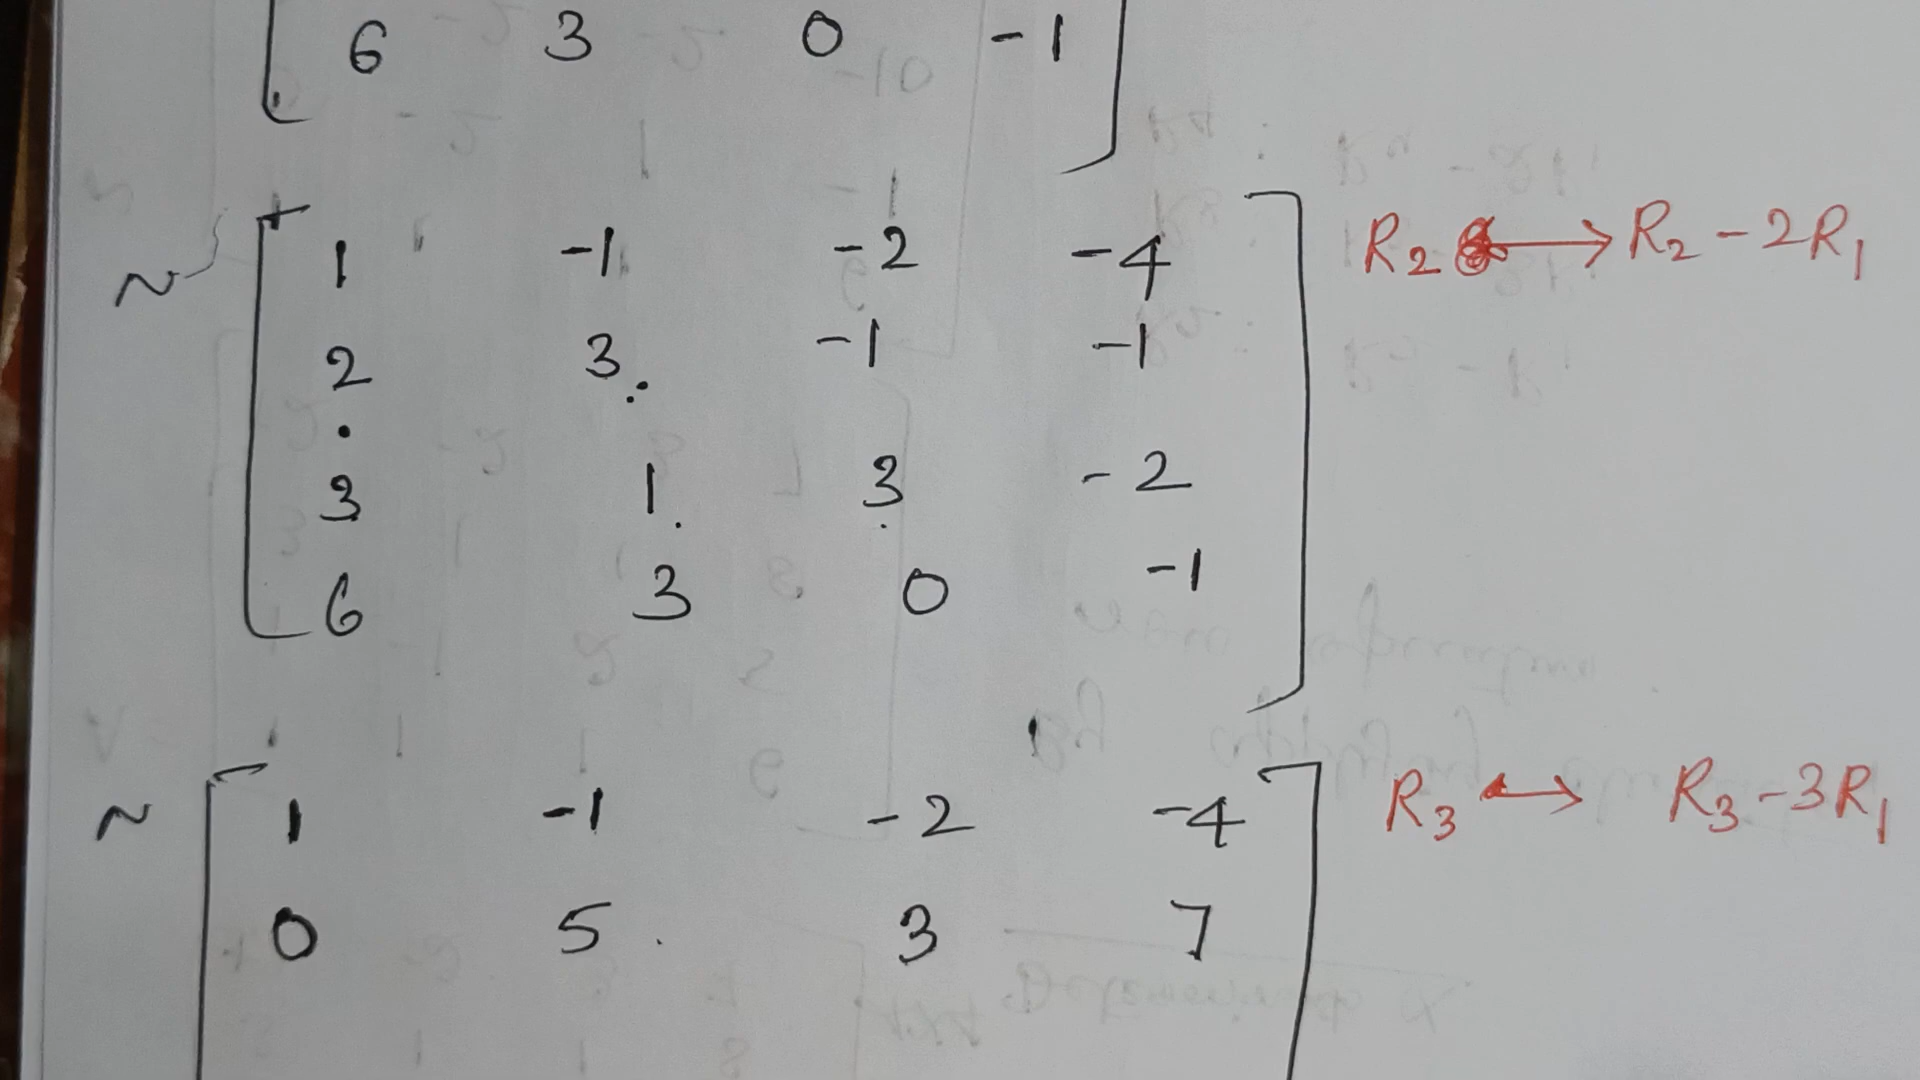 6 3 0 -1
~ 1 -1 -2 -4 R2 → R2 - 2R1
2 3 -1 -1
3 1 3 -2
6 3 0 -1
~ 1 -1 -2 -4 R3 → R3 - 3R1
0 5 3 7